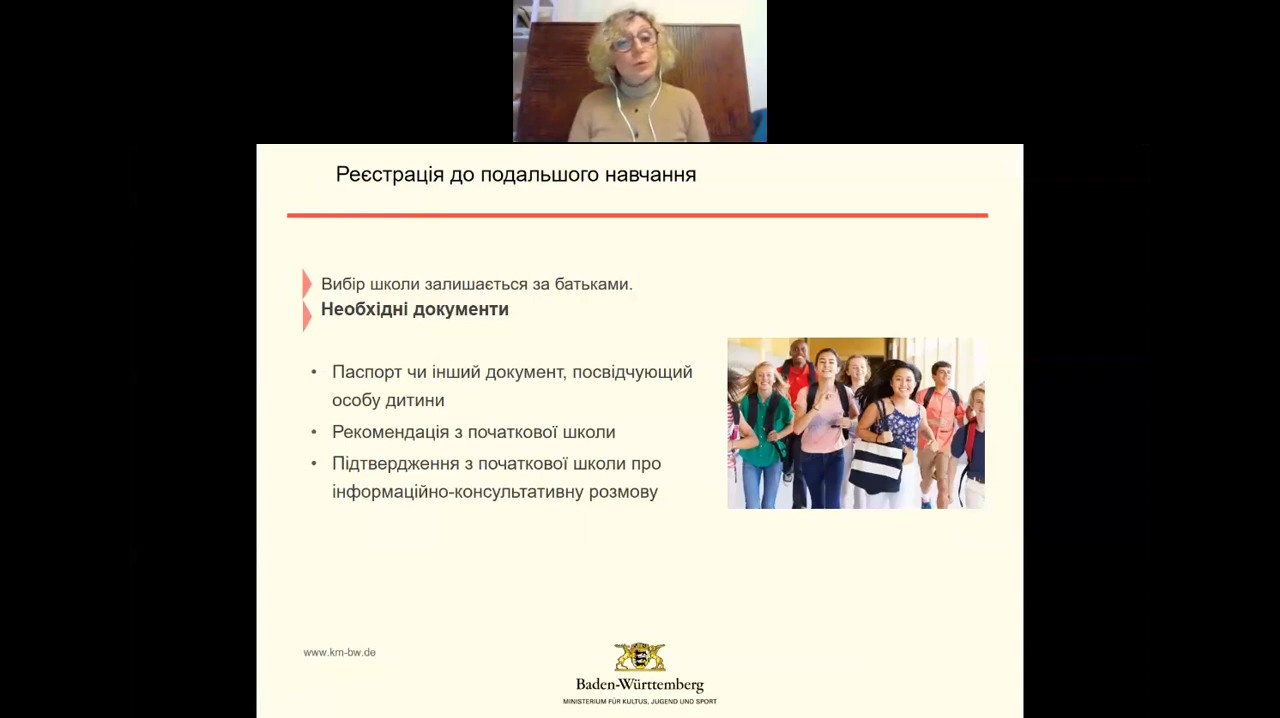 Реєстрація до подальшого навчання
Вибір школи залишається за батьками.
Необхідні документи
• Паспорт чи інший документ, посвідчующий
особу дитини
• Рекомендація з початкової школи
• Підтвердження з початкової школи про
інформаційно-консультативну розмову
www.km-bw.de
Baden-Württemberg
MINISTERIUM FÜR KULTUS, JUGEND UND SPORT